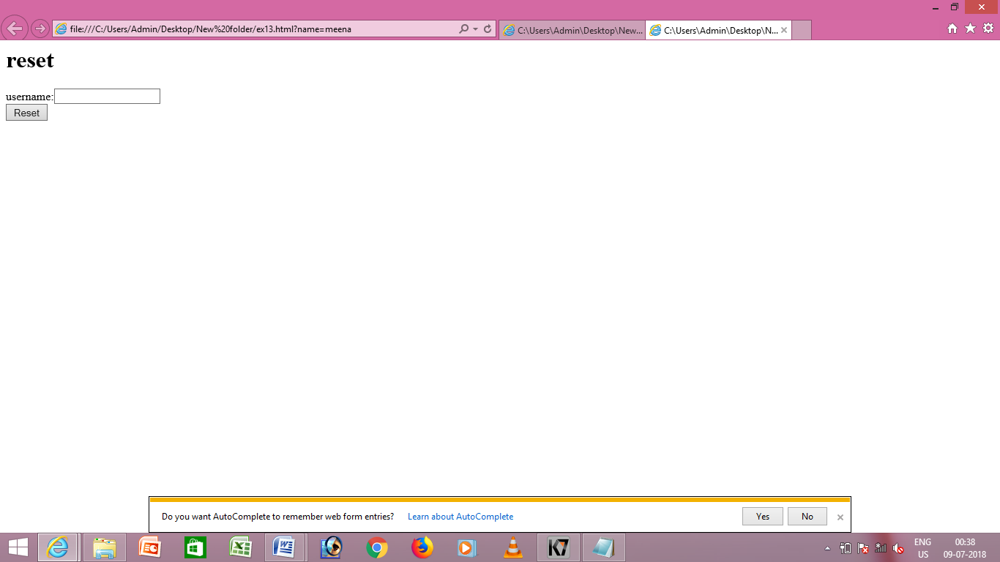 file:///C:/Users/Admin/Desktop/New%20folder/ex13.html?name=meena
C:\Users\Admin\Desktop\New...
C:\Users\Admin\Desktop\N...
reset
username:
Reset
Do you want AutoComplete to remember web form entries? Learn about AutoComplete Yes No
K7
ENG 00:38
US 09-07-2018